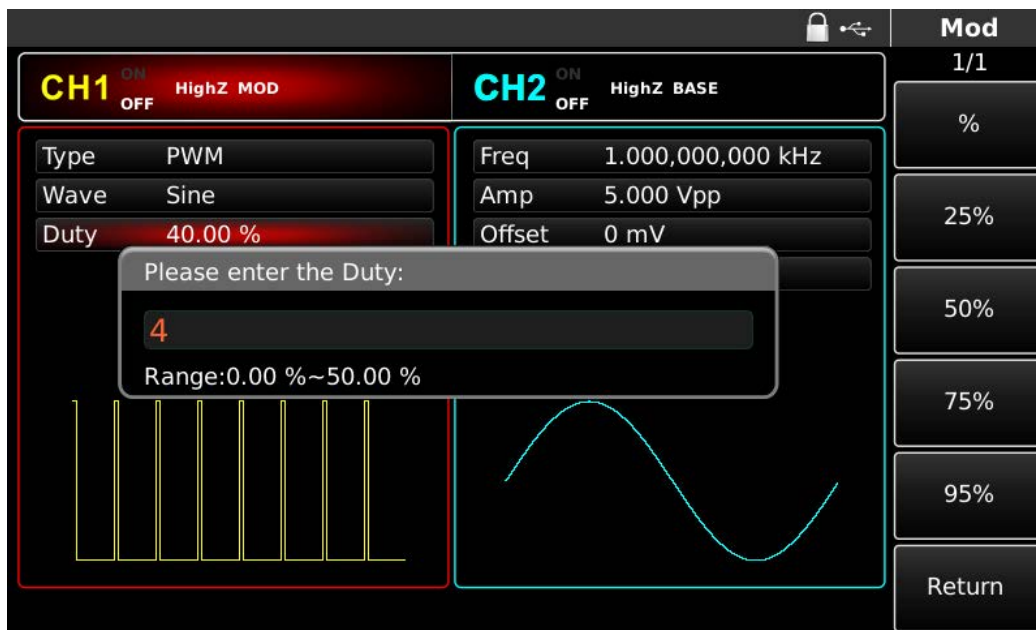 Mod
1/1
CH1 ON OFF HighZ MOD
CH2 ON OFF HighZ BASE
Type PWM
Wave Sine
Duty 40.00 %
Freq 1.000,000,000 kHz
Amp 5.000 Vpp
Offset 0 mV
Please enter the Duty:
4
Range:0.00 %~50.00 %
%
25%
50%
75%
95%
Return